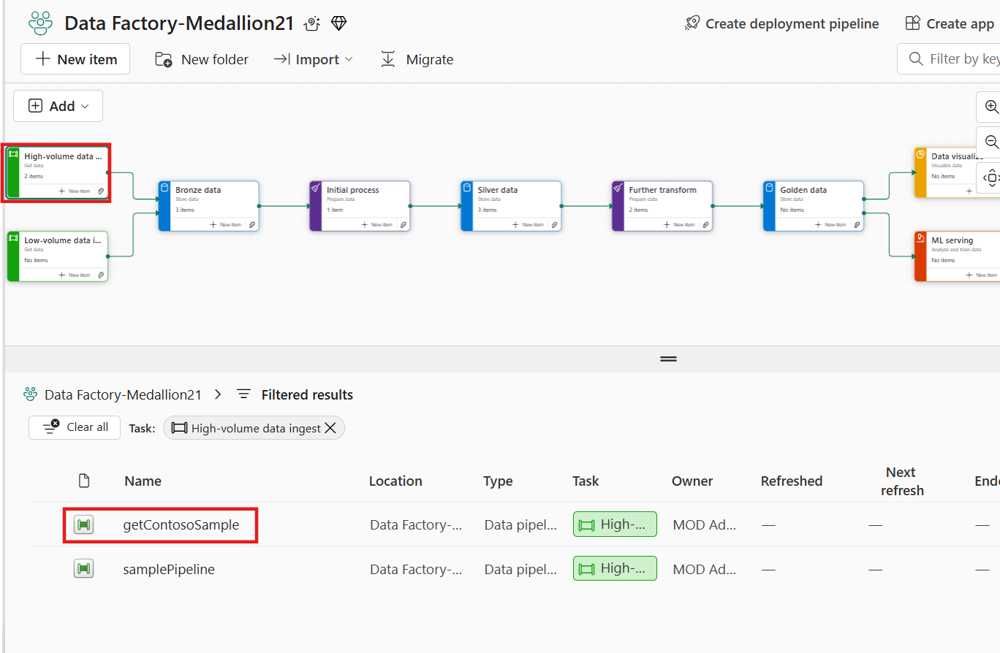 Data Factory-Medallion21
Create deployment pipeline
Create app
New item
New folder
Import
Migrate
Filter by key
Add
High-volume data ...
Get data
2 items
New item
Low-volume data i...
Get data
No items
New item
Bronze data
Store data
3 items
New item
Initial process
Prepare data
1 item
New item
Silver data
Store data
3 items
New item
Further transform
Prepare data
2 items
New item
Golden data
Store data
No items
New item
Data visualiz
Visualize data
No items
ML serving
Analyze and train data
No items
New item
Data Factory-Medallion21 > Filtered results
Clear all
Task:
High-volume data ingest
Name Location Type Task Owner Refreshed Next refresh Ende
getContosoSample Data Factory-... Data pipel... High-... MOD Ad... — — —
samplePipeline Data Factory-... Data pipel... High-... MOD Ad... — — —